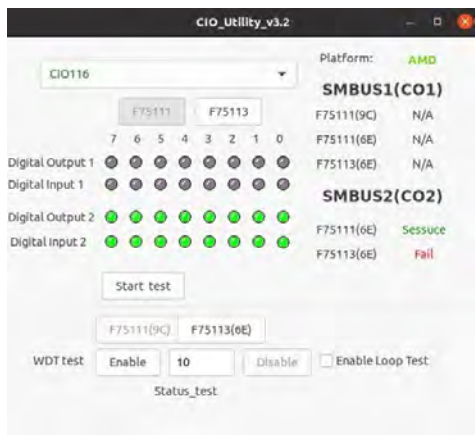 CIO_Utility_v3.2
Platform: AMD
CIO116
SMBUS1(CO1)
F75111 F75113
F75111(9C) N/A
7 6 5 4 3 2 1 0
F75111(6E) N/A
Digital Output 1
F75113(6E) N/A
Digital Input 1
SMBUS2(CO2)
Digital Output 2
F75111(6E) Sessuce
Digital Input 2
F75113(6E) Fail
Start test
F75111(9C) F75113(6E)
WDT test Enable 10 Disable Enable Loop Test
Status_test